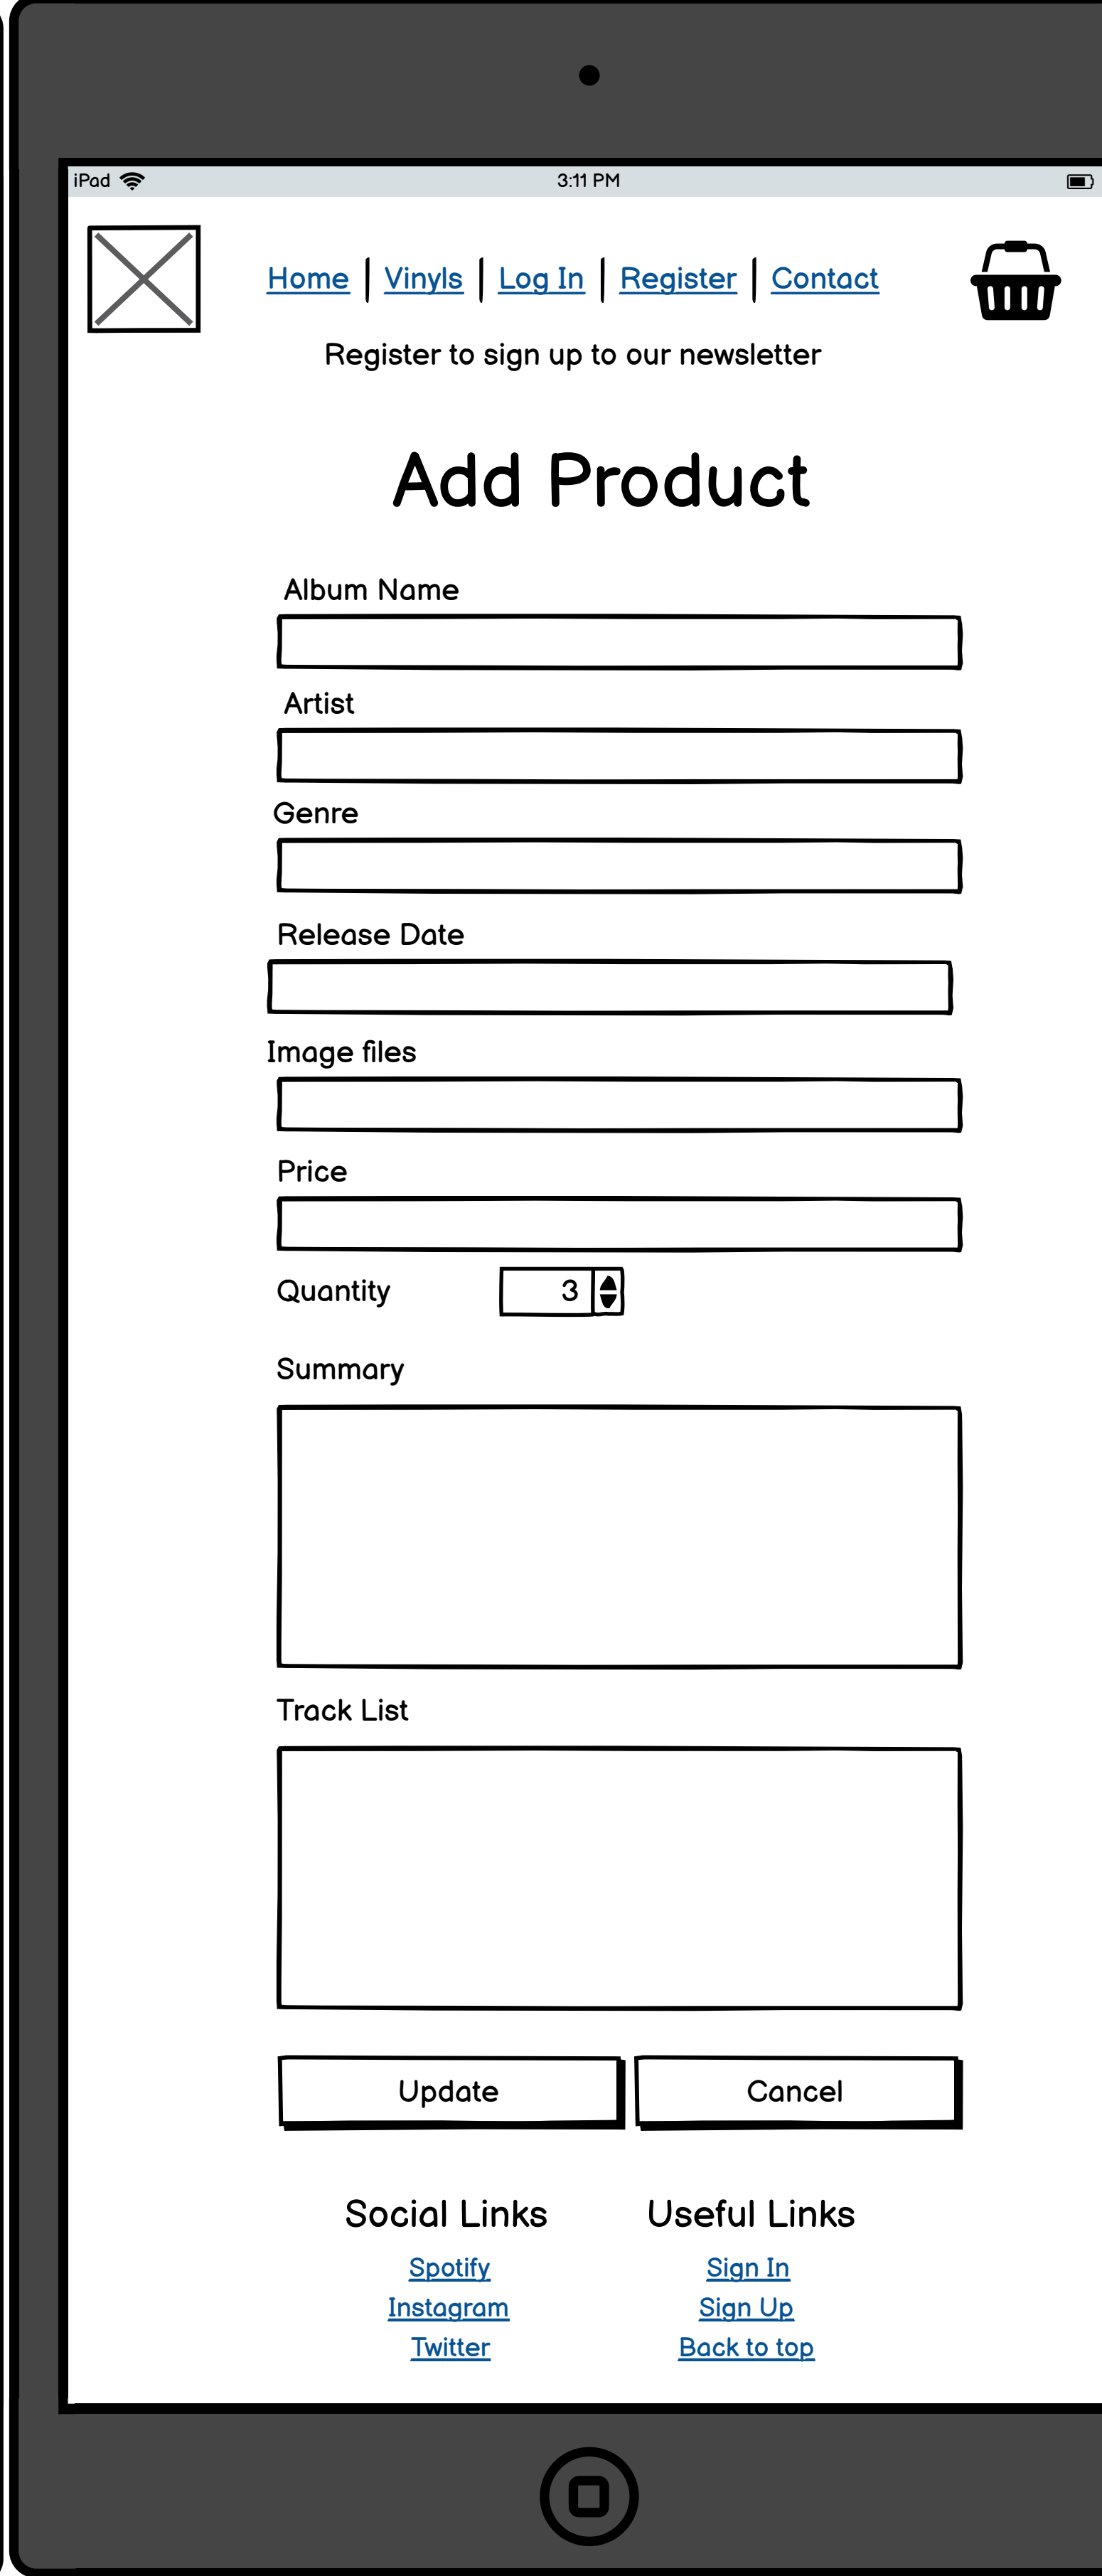 iPad 3:11 PM
Home | Vinyls | Log In | Register | Contact
Register to sign up to our newsletter
Add Product
Album Name
Artist
Genre
Release Date
Image files
Price
Quantity 3
Summary
Track List
Update Cancel
Social Links Useful Links
Spotify Sign In
Instagram Sign Up
Twitter Back to top